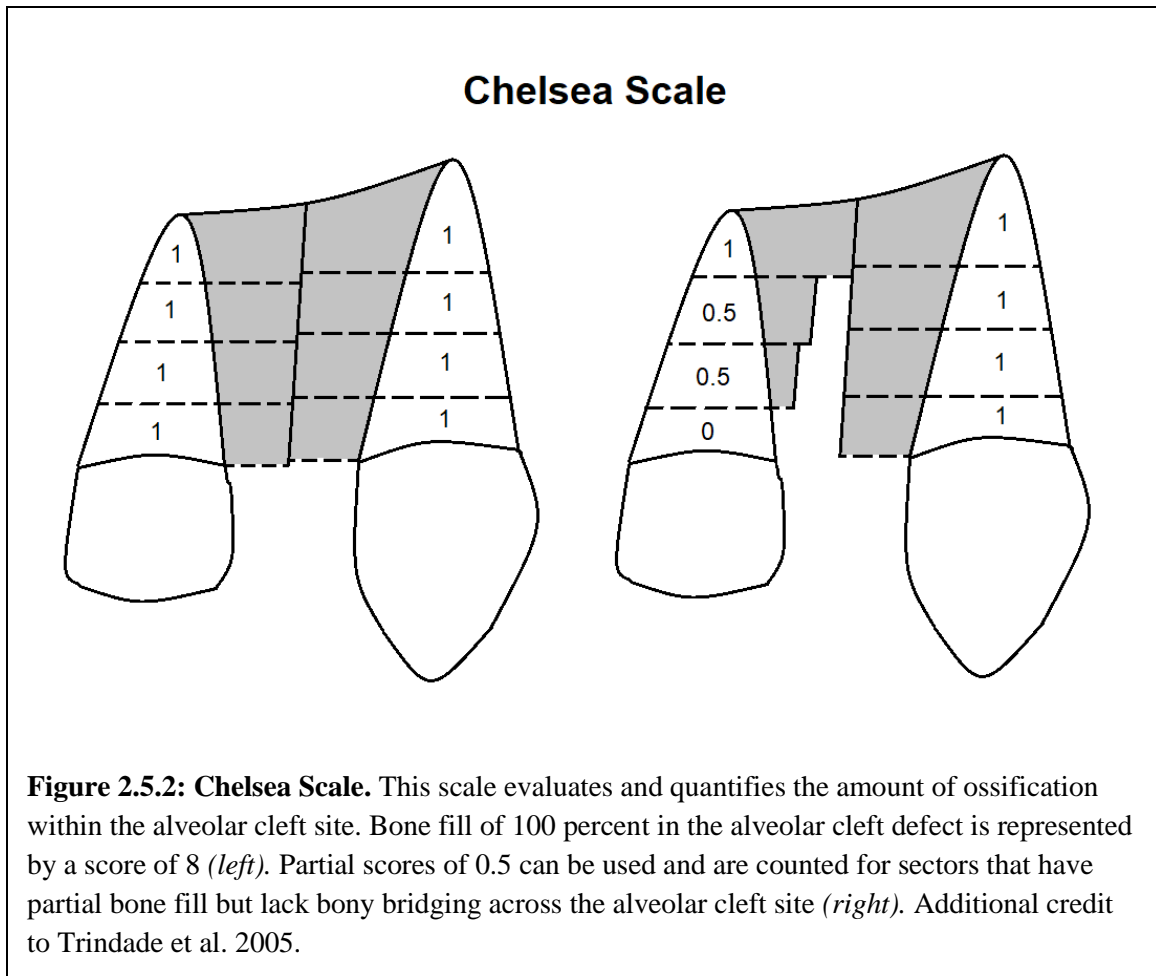 Chelsea Scale
1 1 1 1
1 0.5 1 1
1 0.5 1 1
1 1 0 1
Figure 2.5.2: Chelsea Scale. This scale evaluates and quantifies the amount of ossification
within the alveolar cleft site. Bone fill of 100 percent in the alveolar cleft defect is represented
by a score of 8 (left). Partial scores of 0.5 can be used and are counted for sectors that have
partial bone fill but lack bony bridging across the alveolar cleft site (right). Additional credit
to Trindade et al. 2005.